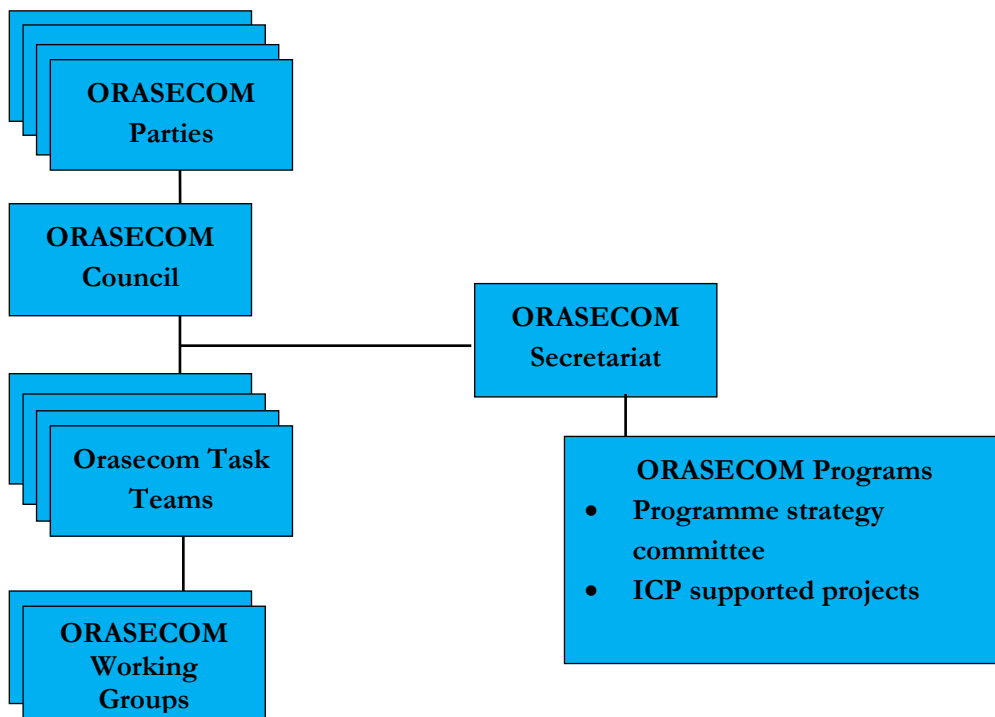 ORASECOM
Parties
ORASECOM
Council
ORASECOM
Secretariat
Orasecom Task
Teams
ORASECOM Programs
• Programme strategy
committee
• ICP supported projects
ORASECOM
Working
Groups